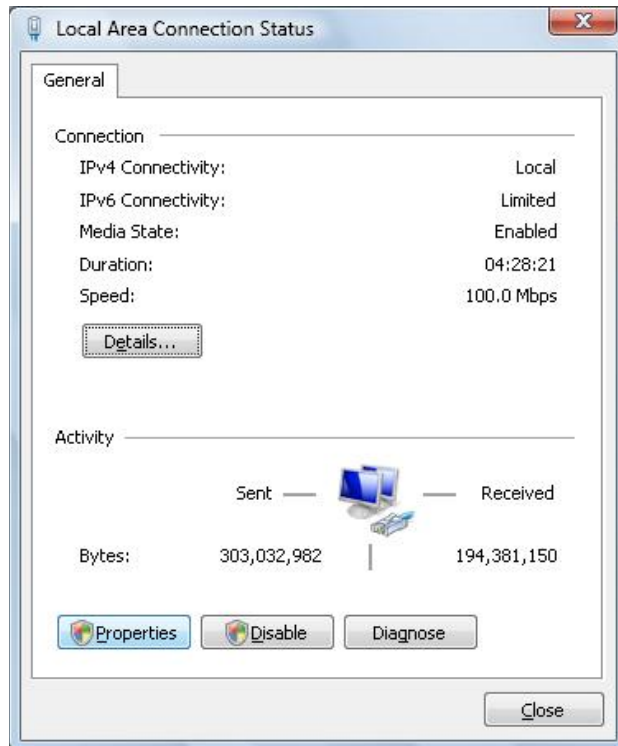 Local Area Connection Status
General
Connection
IPv4 Connectivity: Local
IPv6 Connectivity: Limited
Media State: Enabled
Duration: 04:28:21
Speed: 100.0 Mbps
Details...
Activity
Sent Received
Bytes: 303,032,982 194,381,150
Properties Disable Diagnose
Close